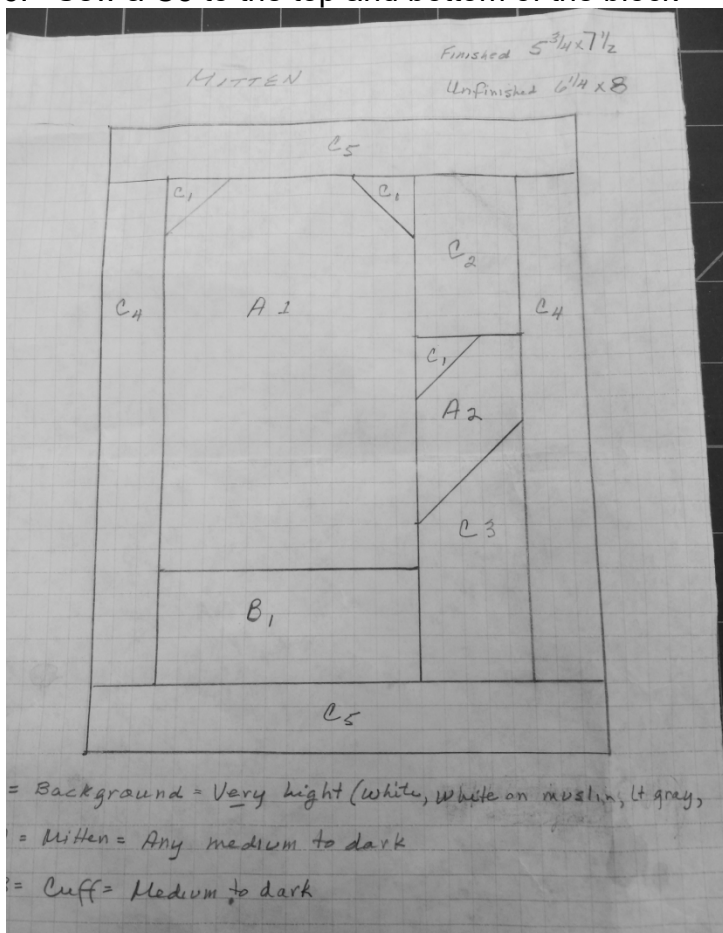 Sew a C5 to the top and bottom of the block
Finished 5 3/4 x 7 1/2
MITTEN
Unfinished 6 1/4 x 8
C5
C1
C1
C2
C4
A1
C4
C1
A2
C3
B1
C5
= Background = Very light (white, white on muslin, lt gray,
= Mitten = Any medium to dark
= Cuff = Medium to dark